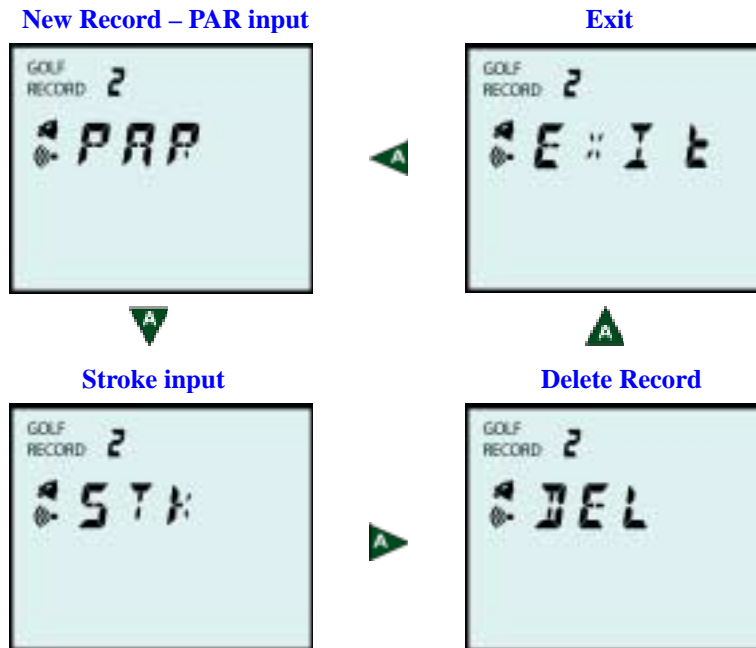 New Record – PAR input
GOLF
RECORD 2
PAR
A
Exit
GOLF
RECORD 2
ExIt
A
Stroke input
GOLF
RECORD 2
STK
A
Delete Record
GOLF
RECORD 2
DEL
A